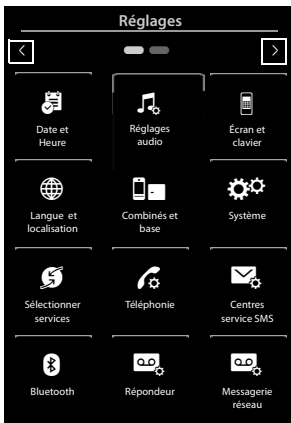 Réglages
Date et
Heure
Réglages
audio
Écran et
clavier
Langue et
localisation
Combinés et
base
Système
Sélectionner
services
Téléphonie
Centres
service SMS
Bluetooth
Répondeur
Messagerie
réseau